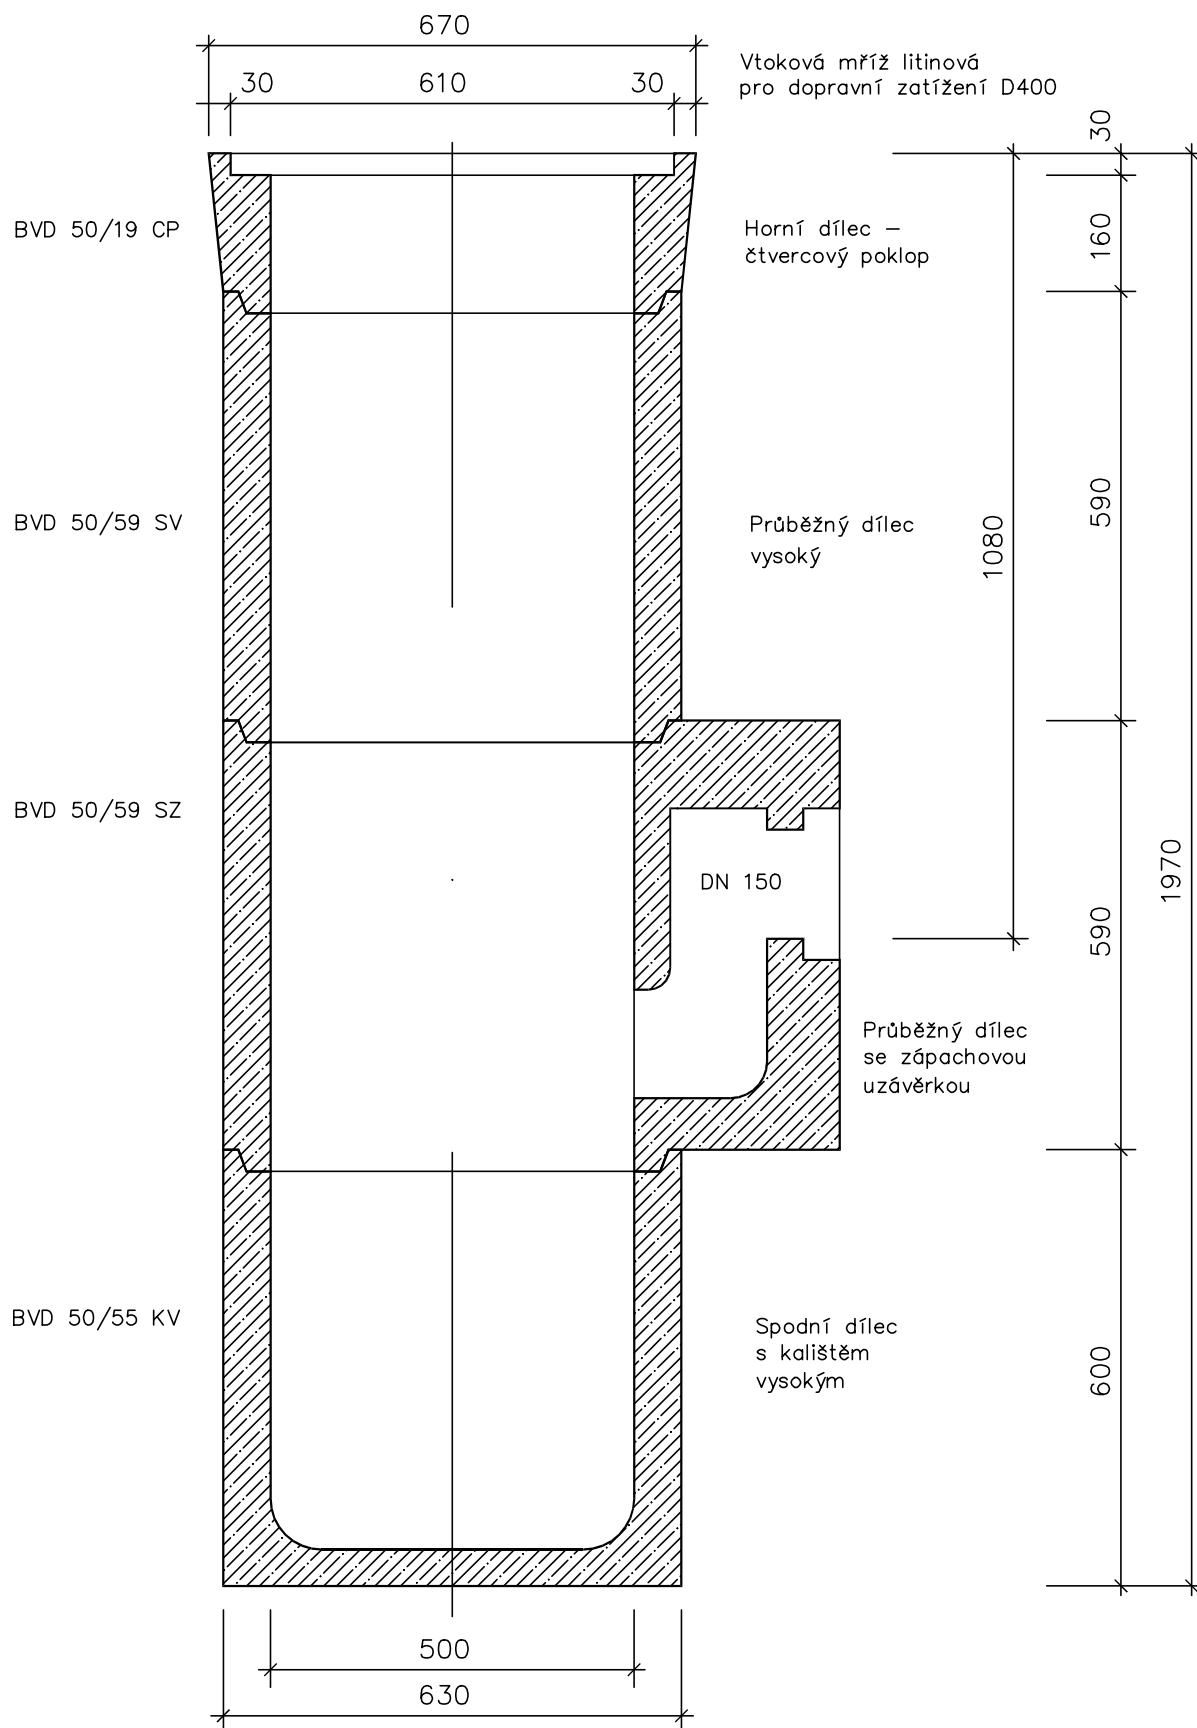 670
30 610 30
Vtoková mříž litinová
pro dopravní zatížení D400
30
BVD 50/19 CP
Horní dílec –
čtvercový poklop
160
BVD 50/59 SV
Průběžný dílec
vysoký
1080
590
BVD 50/59 SZ
DN 150
590
1970
Průběžný dílec
se zápachovou
uzávěrkou
BVD 50/55 KV
Spodní dílec
s kalištěm
vysokým
600
500
630